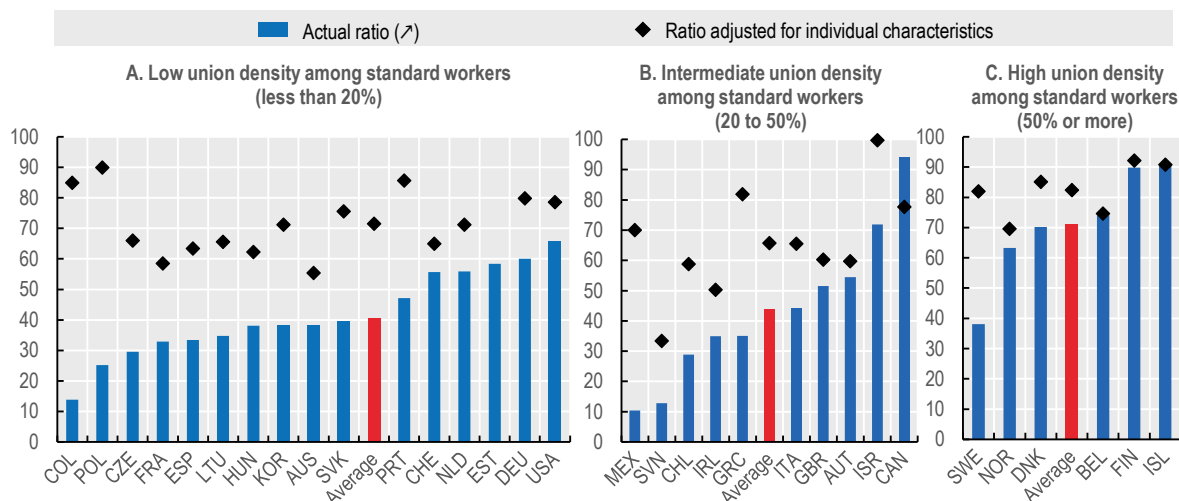 Actual ratio (↗)
Ratio adjusted for individual characteristics
A. Low union density among standard workers
(less than 20%)
100
90
80
70
60
50
40
30
20
10
0
COL POL CZE FRA ESP LTU HUN KOR AUS SVK Average PRT CHE NLD EST DEU USA
B. Intermediate union density
among standard workers
(20 to 50%)
100
90
80
70
60
50
40
30
20
10
0
MEX SVN CHL IRL GRC Average ITA GBR AUT ISR CAN
C. High union density
among standard workers
(50% or more)
100
90
80
70
60
50
40
30
20
10
0
SWE NOR DNK Average BEL FIN ISL